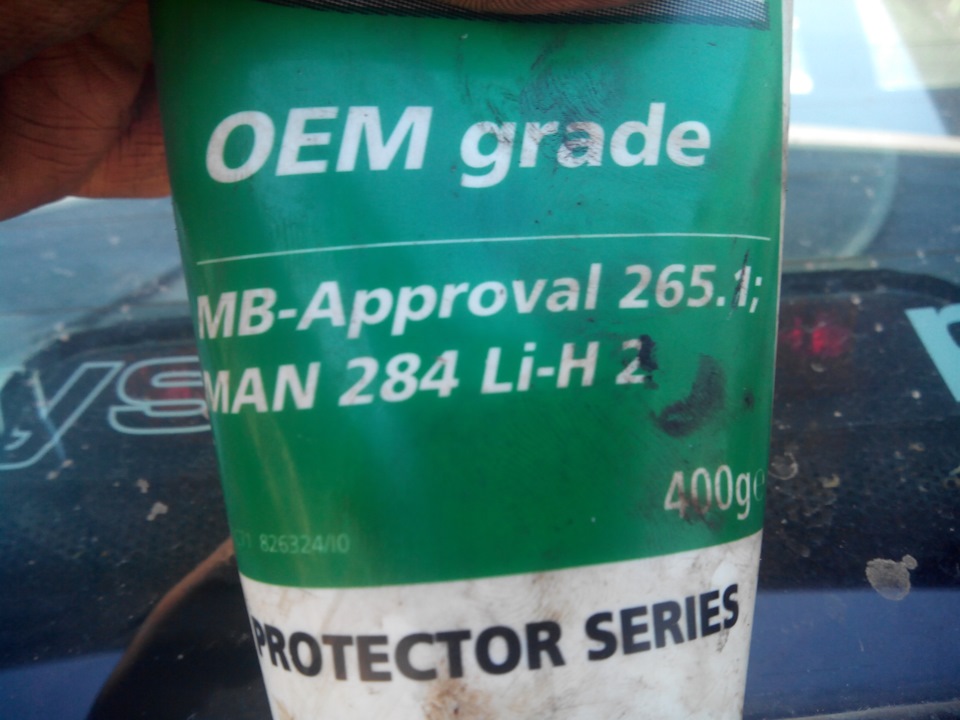 OEM grade
MB-Approval 265.1;
MAN 284 Li-H 2
400g e
826324/10
PROTECTOR SERIES